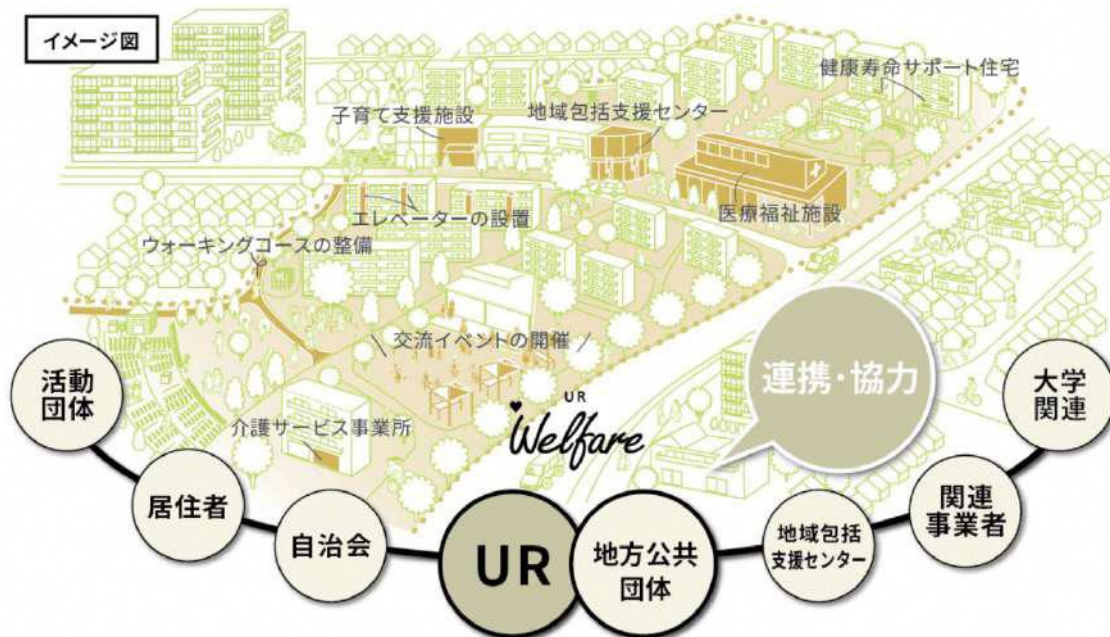 イメージ図
健康寿命サポート住宅
子育て支援施設
地域包括支援センター
エレベーターの設置
医療福祉施設
ウォーキングコースの整備
交流イベントの開催
連携・協力
UR
Welfare
介護サービス事業所
活動
団体
居住者
自治会
UR
地方公共
団体
地域包括
支援センター
関連
事業者
大学
関連